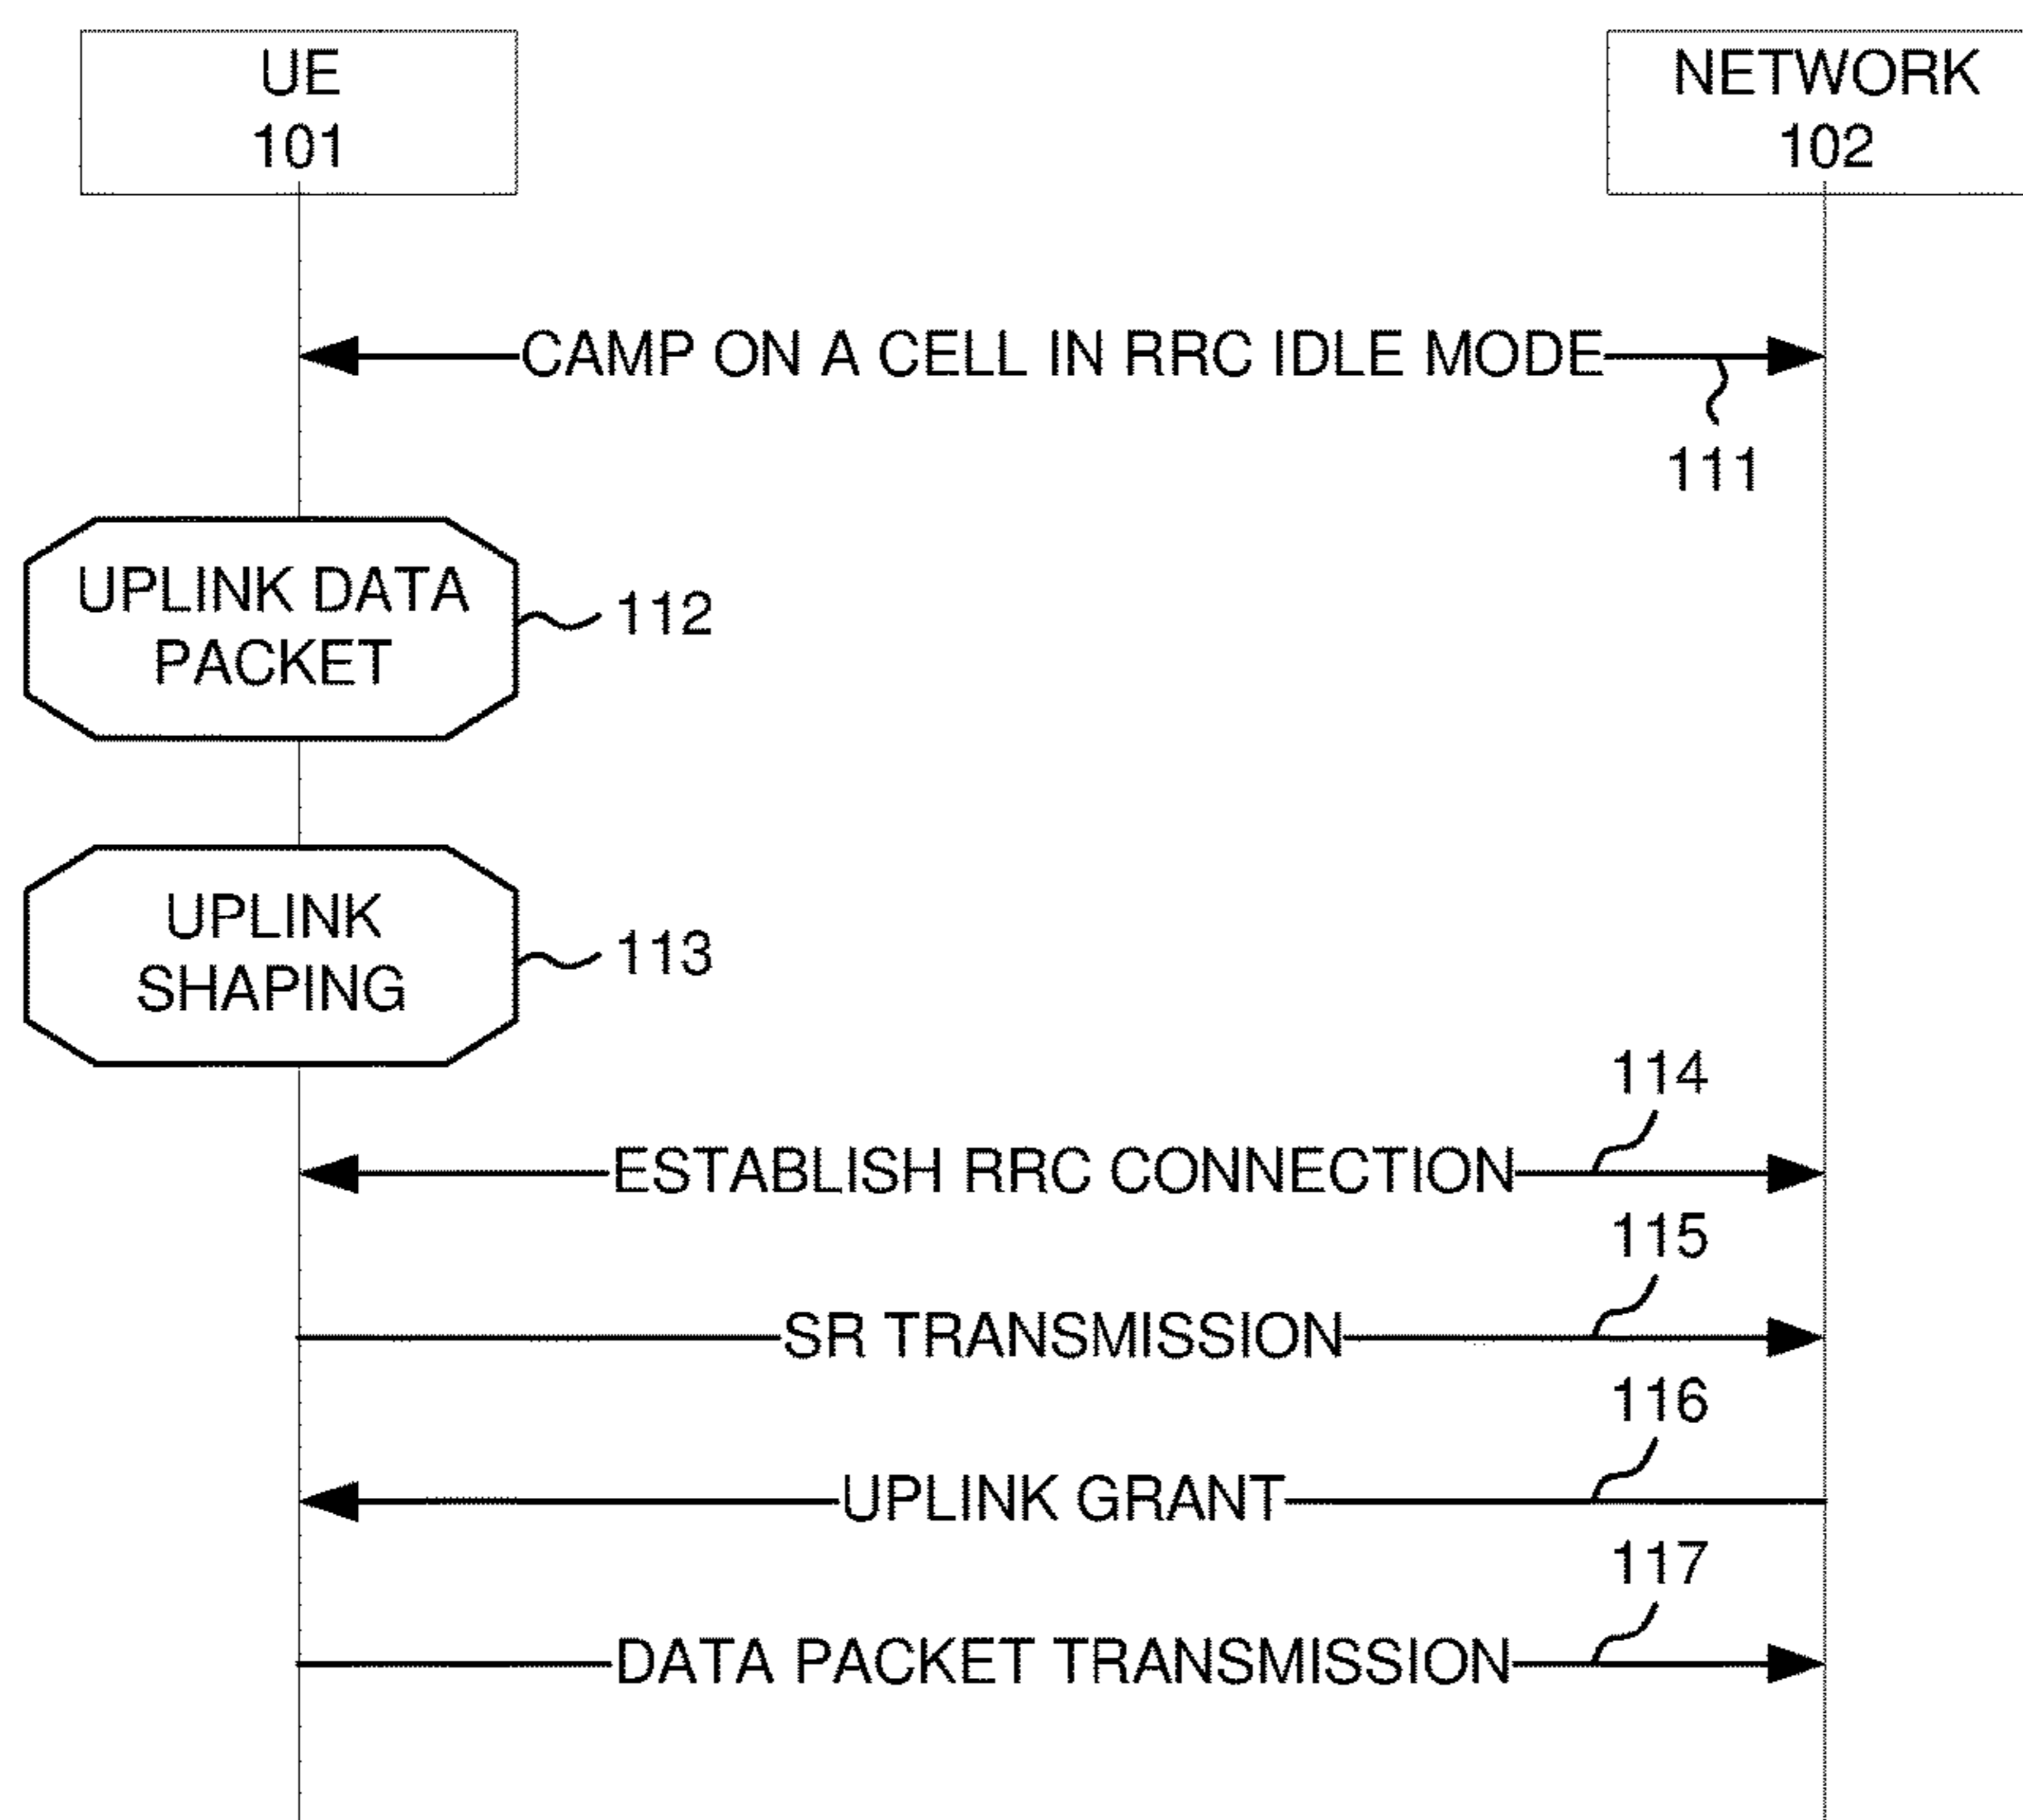 UE
101
NETWORK
102
CAMP ON A CELL IN RRC IDLE MODE
111
UPLINK DATA
PACKET
112
UPLINK
SHAPING
113
114
ESTABLISH RRC CONNECTION
115
SR TRANSMISSION
116
UPLINK GRANT
117
DATA PACKET TRANSMISSION